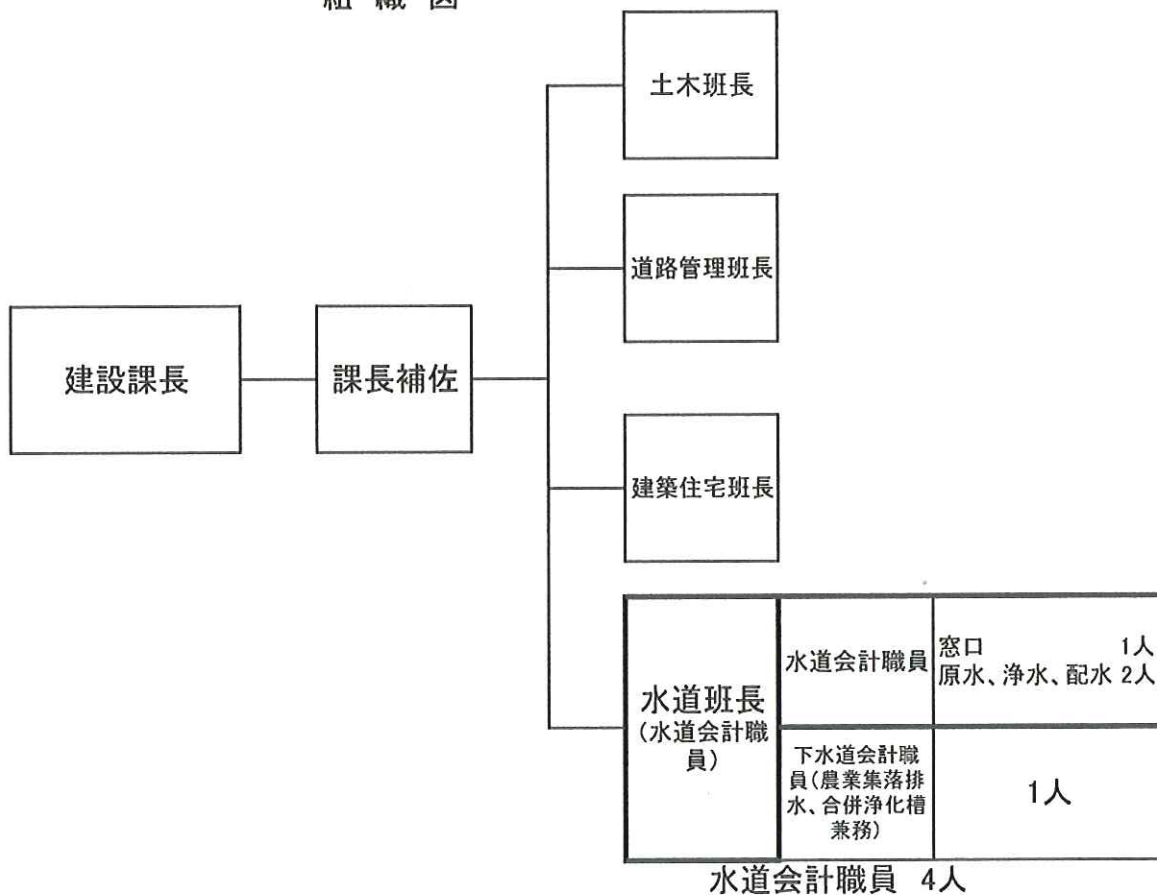 組織図
土木班長
道路管理班長
建設課長
課長補佐
建築住宅班長
水道班長
(水道会計職
員)
水道会計職員
窓口 1人
原水、浄水、配水 2人
下水道会計職
員(農業集落排
水、合併浄化槽
兼務)
1人
水道会計職員 4人